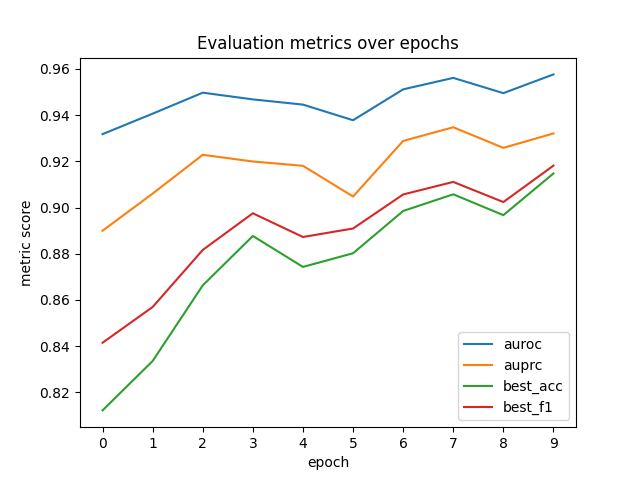 Evaluation metrics over epochs
metric score
0.96
0.94
0.92
0.90
0.88
0.86
0.84
0.82
auroc
auprc
best_acc
best_f1
0 1 2 3 4 5 6 7 8 9
epoch